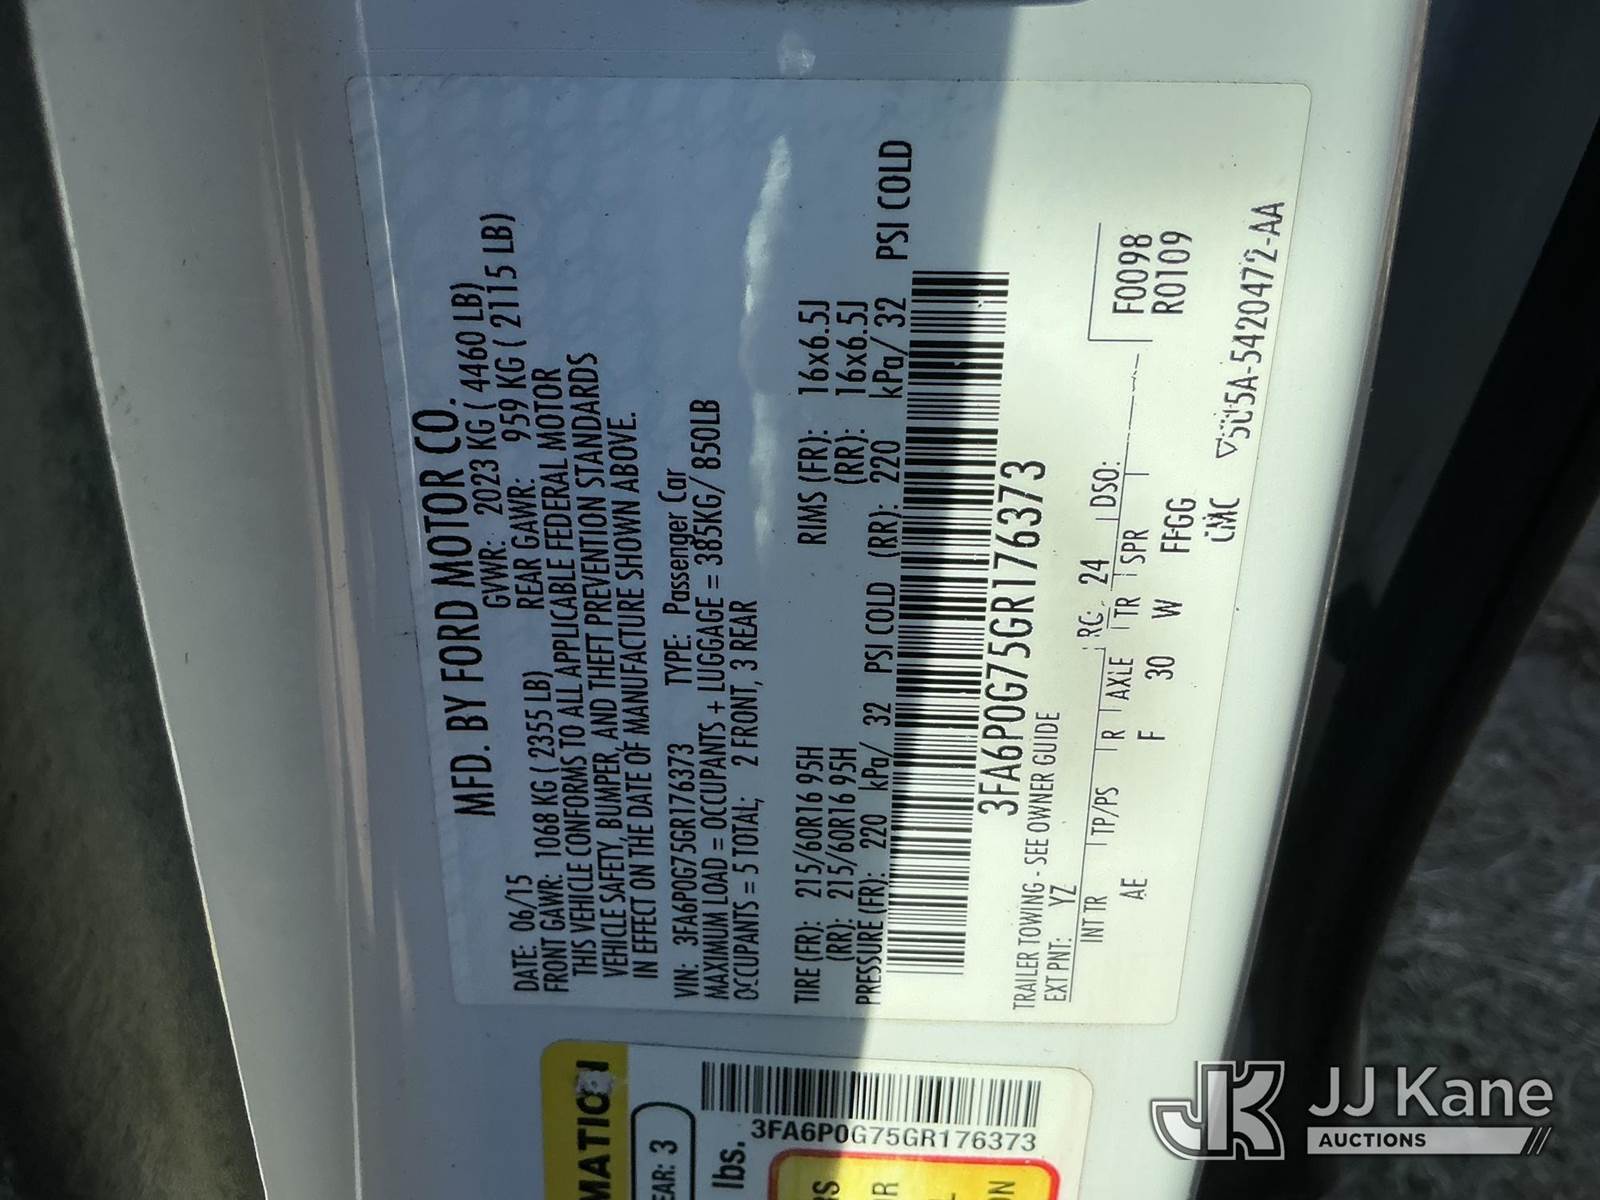 MFD. BY FORD MOTOR CO.
DATE: 06/15 GVWR: 2023 KG ( 4460 LB)
FRONT GAWR: 1068 KG ( 2355 LB) REAR GAWR: 959 KG ( 2115 LB)
THIS VEHICLE CONFORMS TO ALL APPLICABLE FEDERAL MOTOR
VEHICLE SAFETY, BUMPER, AND THEFT PREVENTION STANDARDS
IN EFFECT ON THE DATE OF MANUFACTURE SHOWN ABOVE.
VIN: 3FA6P0G75GR176373 TYPE: Passenger Car
MAXIMUM LOAD = OCCUPANTS + LUGGAGE = 385KG/ 850LB
OCCUPANTS = 5 TOTAL, 2 FRONT, 3 REAR
TIRE (FR): 215/60R16 95H RIMS (FR): 16x6.5J
(RR): 215/60R16 95H (RR): 16x6.5J
PRESSURE (FR): 220 kPa/ 32 PSI COLD (RR): 220 kPa/ 32 PSI COLD
3FA6P0G75GR176373
TRAILER TOWING - SEE OWNER GUIDE
EXT PNT: YZ RC: 24 DSO:
F0098
R0109
INT TR TP/PS R AXLE TR SPR
AE F 30 W FFGG
5420472-AA
MATION
EAR: 3
lbs.
3FA6P0G75GR176373
JJ Kane
AUCTIONS